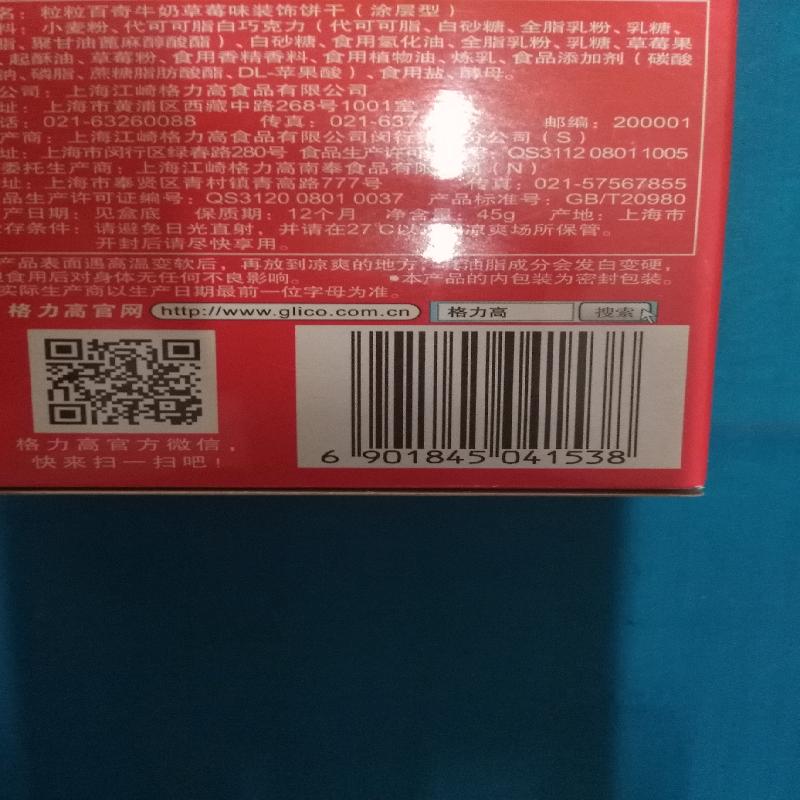 名：粒粒百奇牛奶草莓味装饰饼干（涂层型）
料：小麦粉、代可可脂白巧克力（代可可脂、白砂糖、全脂乳粉、乳糖、
脂、聚甘油蓖麻醇酸酯）、白砂糖、食用氢化油、全脂乳粉、乳糖、草莓果
、起酥油、草莓粉、食用香精香料、食用植物油、炼乳、食品添加剂（碳酸
钠、磷脂、蔗糖脂肪酸酯、DL-苹果酸）、食用盐、酵母。
公司：上海江崎格力高食品有限公司
址：上海市黄浦区西藏中路268号1001室
话：021-63260088 传真：021-637 邮编：200001
产商：上海江崎格力高食品有限公司闵行 分公司（S）
址：上海市闵行区绿春路280号 食品生产许可 QS3112 0801 1005
委托生产商：上海江崎格力高南奉食品有限 （N）
址：上海市奉贤区青村镇青高路777号 传真：021-57567855
品生产许可证编号：QS3120 0801 0037 产品标准号：GB/T20980
产日期：见盒底 保质期：12个月 净含量：45g 产地：上海市
存条件：请避免日光直射，并请在27℃以 凉爽场所保管。
开封后请尽快享用。
产品表面遇高温变软后，再放到凉爽的地方， 油脂成分会发白变硬，
食用后对身体无任何不良影响。 •本产品的内包装为密封包装。
实际生产商以生产日期最前一位字母为准。
格力高官网 http://www.glico.com.cn 格力高 搜索
格力高官方微信，
快来扫一扫吧！
6 901845 041538